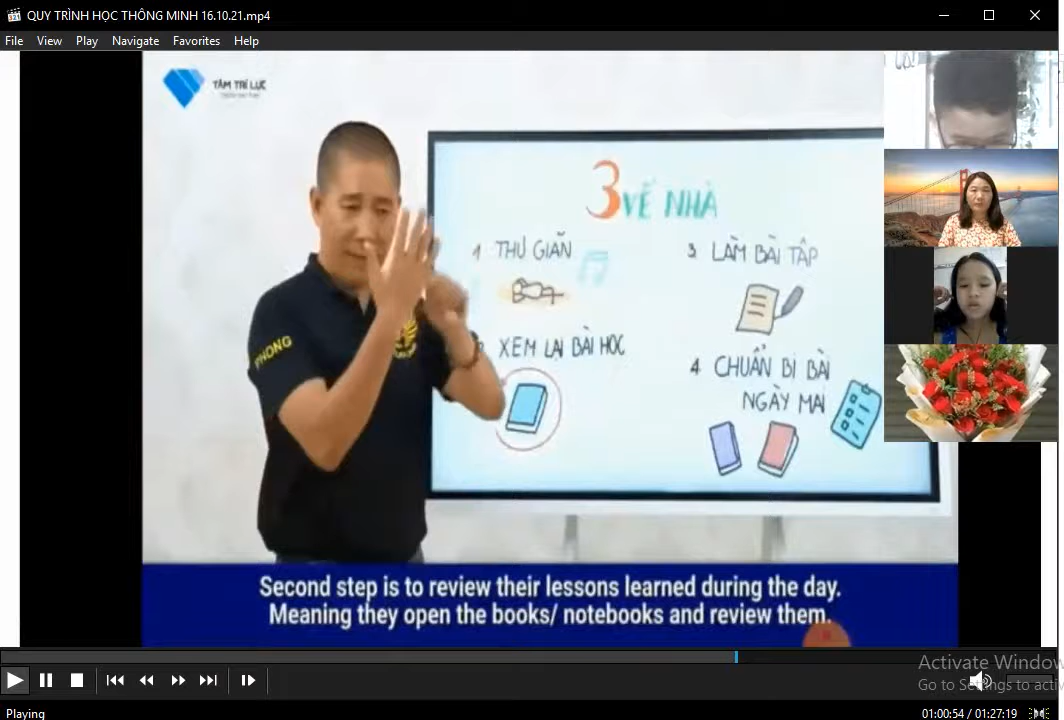 QUY TRÌNH HỌC THÔNG MINH 16.10.21.mp4
File View Play Navigate Favorites Help
TÂM TRÍ LỰC
3 VỀ NHÀ
1 THƯ GIÃN
3 LÀM BÀI TẬP
XEM LẠI BÀI HỌC
4 CHUẨN BỊ BÀI
NGÀY MAI
PHONG
Second step is to review their lessons learned during the day.
Meaning they open the books/ notebooks and review them.
Activate Window
Go to Settings to acti
Playing
01:00:54 / 01:27:19